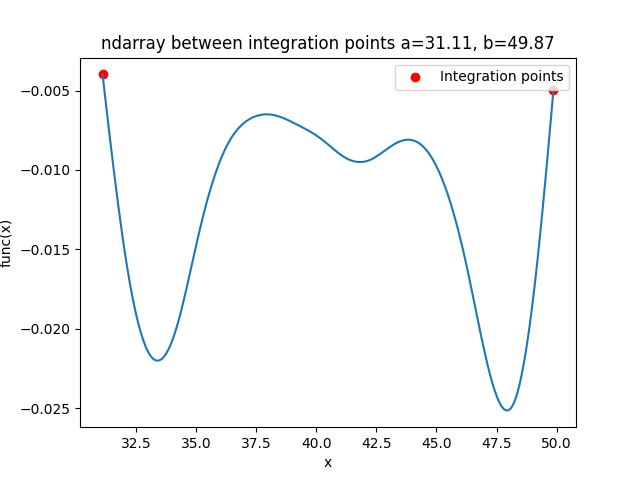 ndarray between integration points a=31.11, b=49.87
Integration points
−0.005
−0.010
−0.015
−0.020
−0.025
func(x)
32.5 35.0 37.5 40.0 42.5 45.0 47.5 50.0
x